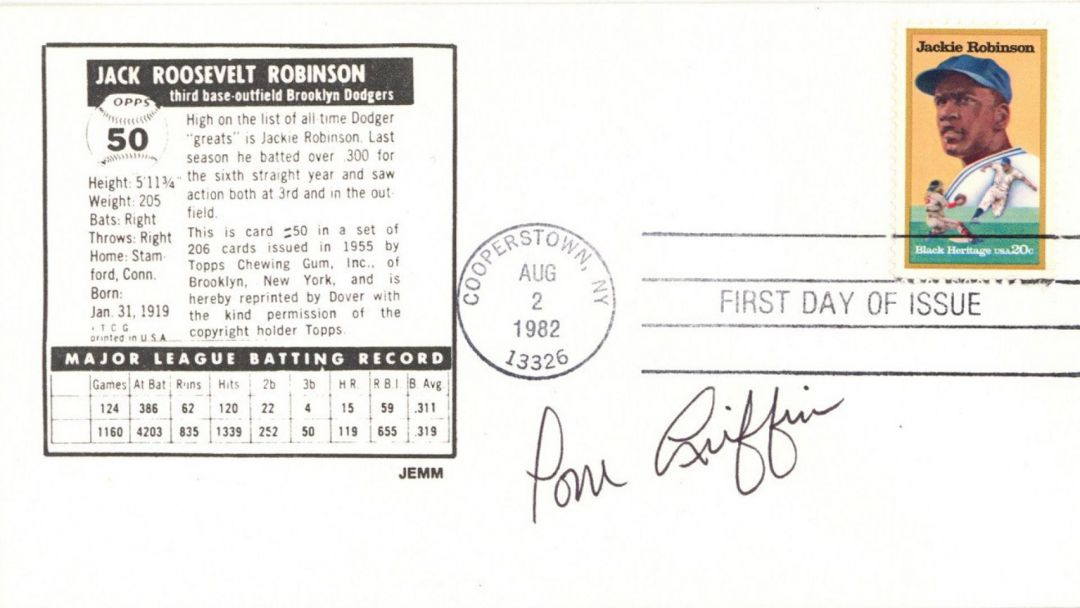 JACK ROOSEVELT ROBINSON
third base-outfield Brooklyn Dodgers
OPPS
50
Height: 5'11¾"
Weight: 205
Bats: Right
Throws: Right
Home: Stam-
ford, Conn.
Born:
Jan. 31, 1919
T.C.G.
printed in U.S.A.
High on the list of all time Dodger
"greats" is Jackie Robinson. Last
season he batted over .300 for
the sixth straight year and saw
action both at 3rd and in the out-
field.
This is card #50 in a set of
206 cards issued in 1955 by
Topps Chewing Gum, Inc., of
Brooklyn, New York, and is
hereby reprinted by Dover with
the kind permission of the
copyright holder Topps.
MAJOR LEAGUE BATTING RECORD
Games At Bat Runs Hits 2b 3b H R R.B.I. B. Avg
124 386 62 120 22 4 15 59 .311
1160 4203 835 1339 252 50 119 655 .319
JEMM
COOPERSTOWN, NY
AUG
2
1982
13326
Jackie Robinson
Black Heritage USA 20c
FIRST DAY OF ISSUE
Tom Griffin